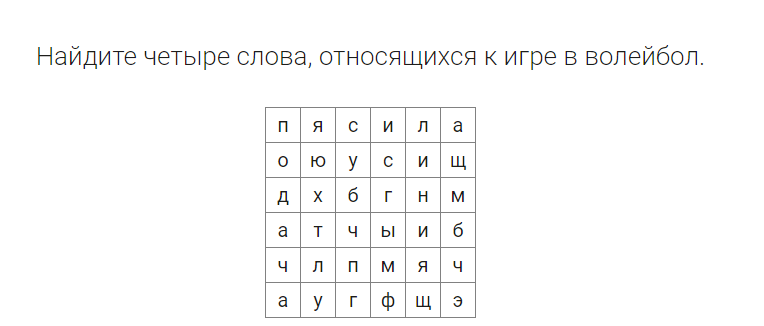 Найдите четыре слова, относящихся к игре в волейбол.
п я с и л а
о ю у с и щ
д х б г н м
а т ч ы и б
ч л п м я ч
а у г ф щ э